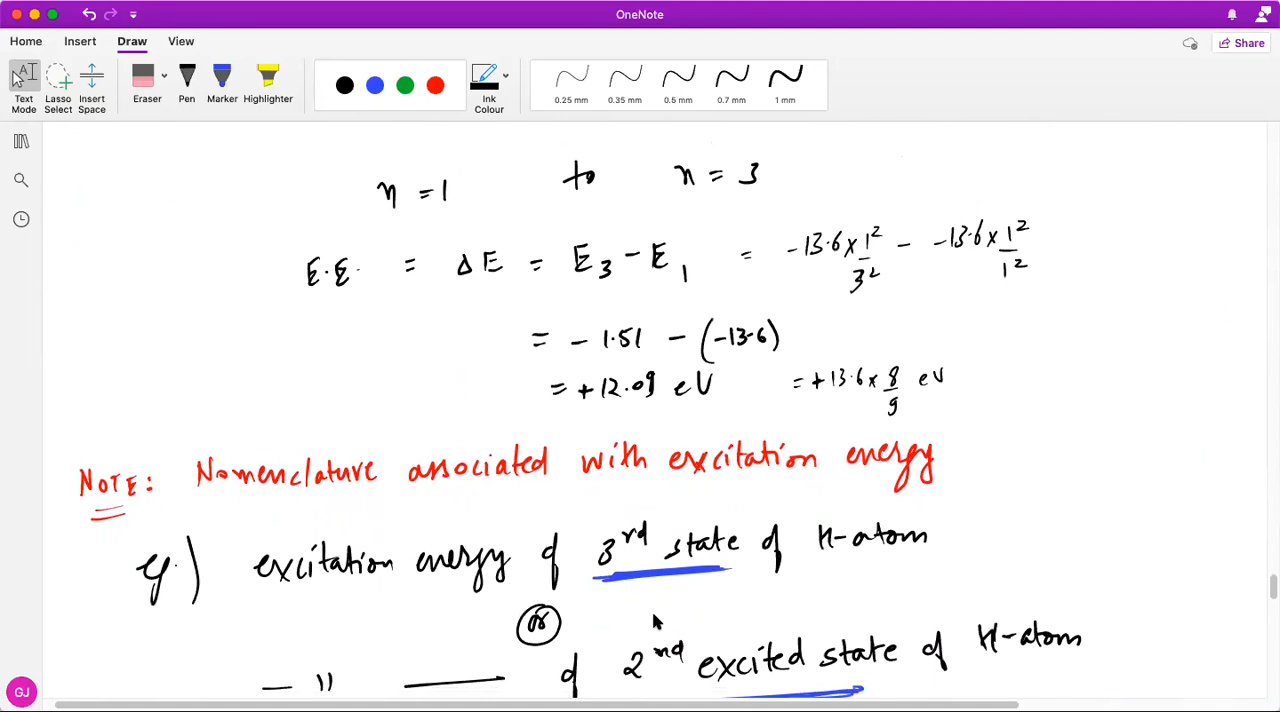 OneNote
Home Insert Draw View
Share
Text Mode
Lasso Select
Insert Space
Eraser
Pen
Marker
Highlighter
Ink Colour
0.25 mm 0.35 mm 0.5 mm 0.7 mm 1 mm
n = 1 to n = 3
E.E. = ΔE = E₃ - E₁ = -13.6 × 1²/3² - -13.6 × 1²/1²
= - 1.51 - (-13.6)
= + 12.09 eV = + 13.6 × 8/9 eV
NOTE: Nomenclature associated with excitation energy
eg.) excitation energy of 3rd state of H-atom
or
— " —— of 2nd excited state of H-atom
GJ